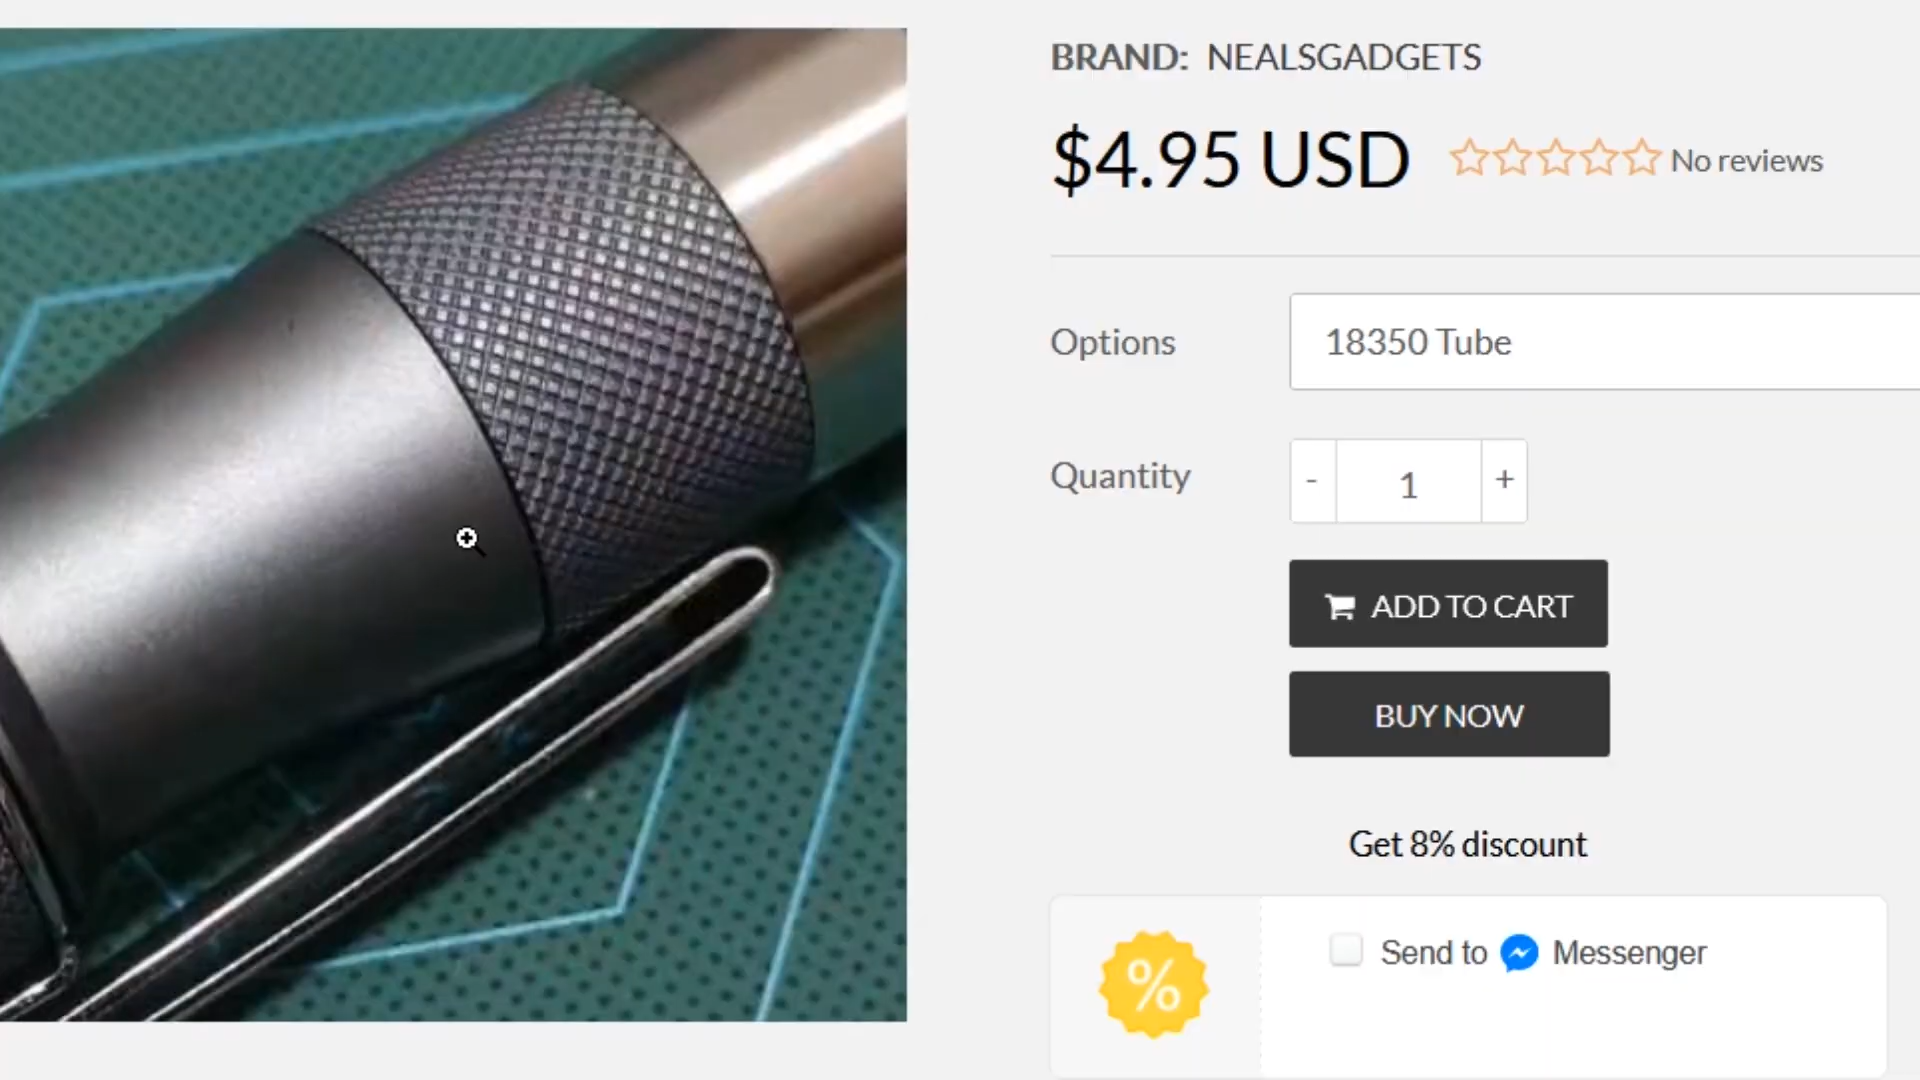 BRAND: NEALSGADGETS
$4.95 USD No reviews
Options 18350 Tube
Quantity - 1 +
ADD TO CART
BUY NOW
Get 8% discount
% Send to Messenger